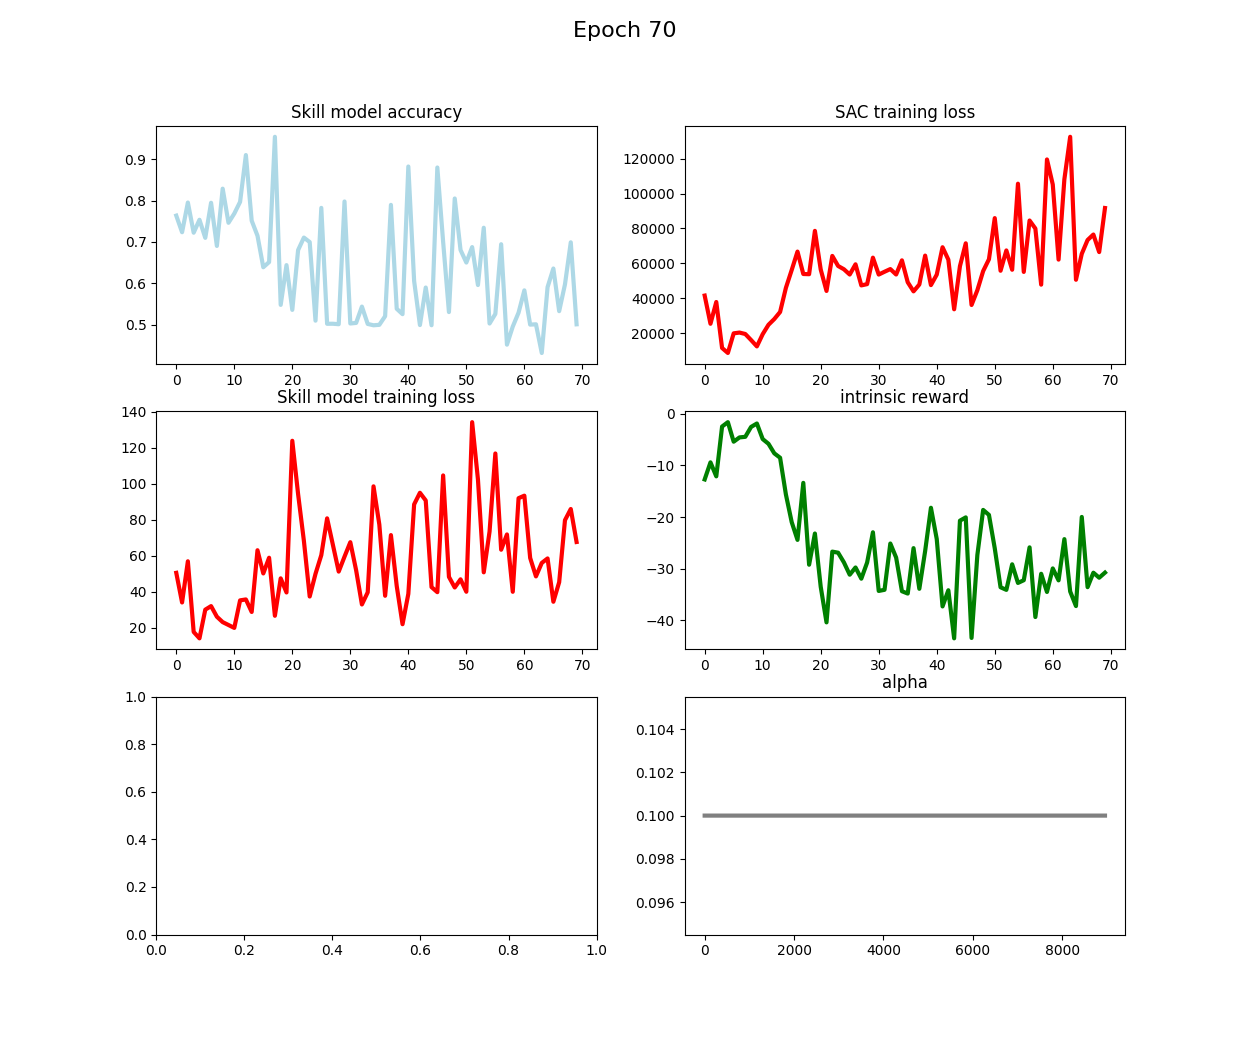 Epoch 70
Skill model accuracy
0.9
0.8
0.7
0.6
0.5
0 10 20 30 40 50 60 70
SAC training loss
120000
100000
80000
60000
40000
20000
0 10 20 30 40 50 60 70
Skill model training loss
140
120
100
80
60
40
20
0 10 20 30 40 50 60 70
intrinsic reward
0
−10
−20
−30
−40
0 10 20 30 40 50 60 70
1.0
0.8
0.6
0.4
0.2
0.0
0.0 0.2 0.4 0.6 0.8 1.0
alpha
0.104
0.102
0.100
0.098
0.096
0 2000 4000 6000 8000